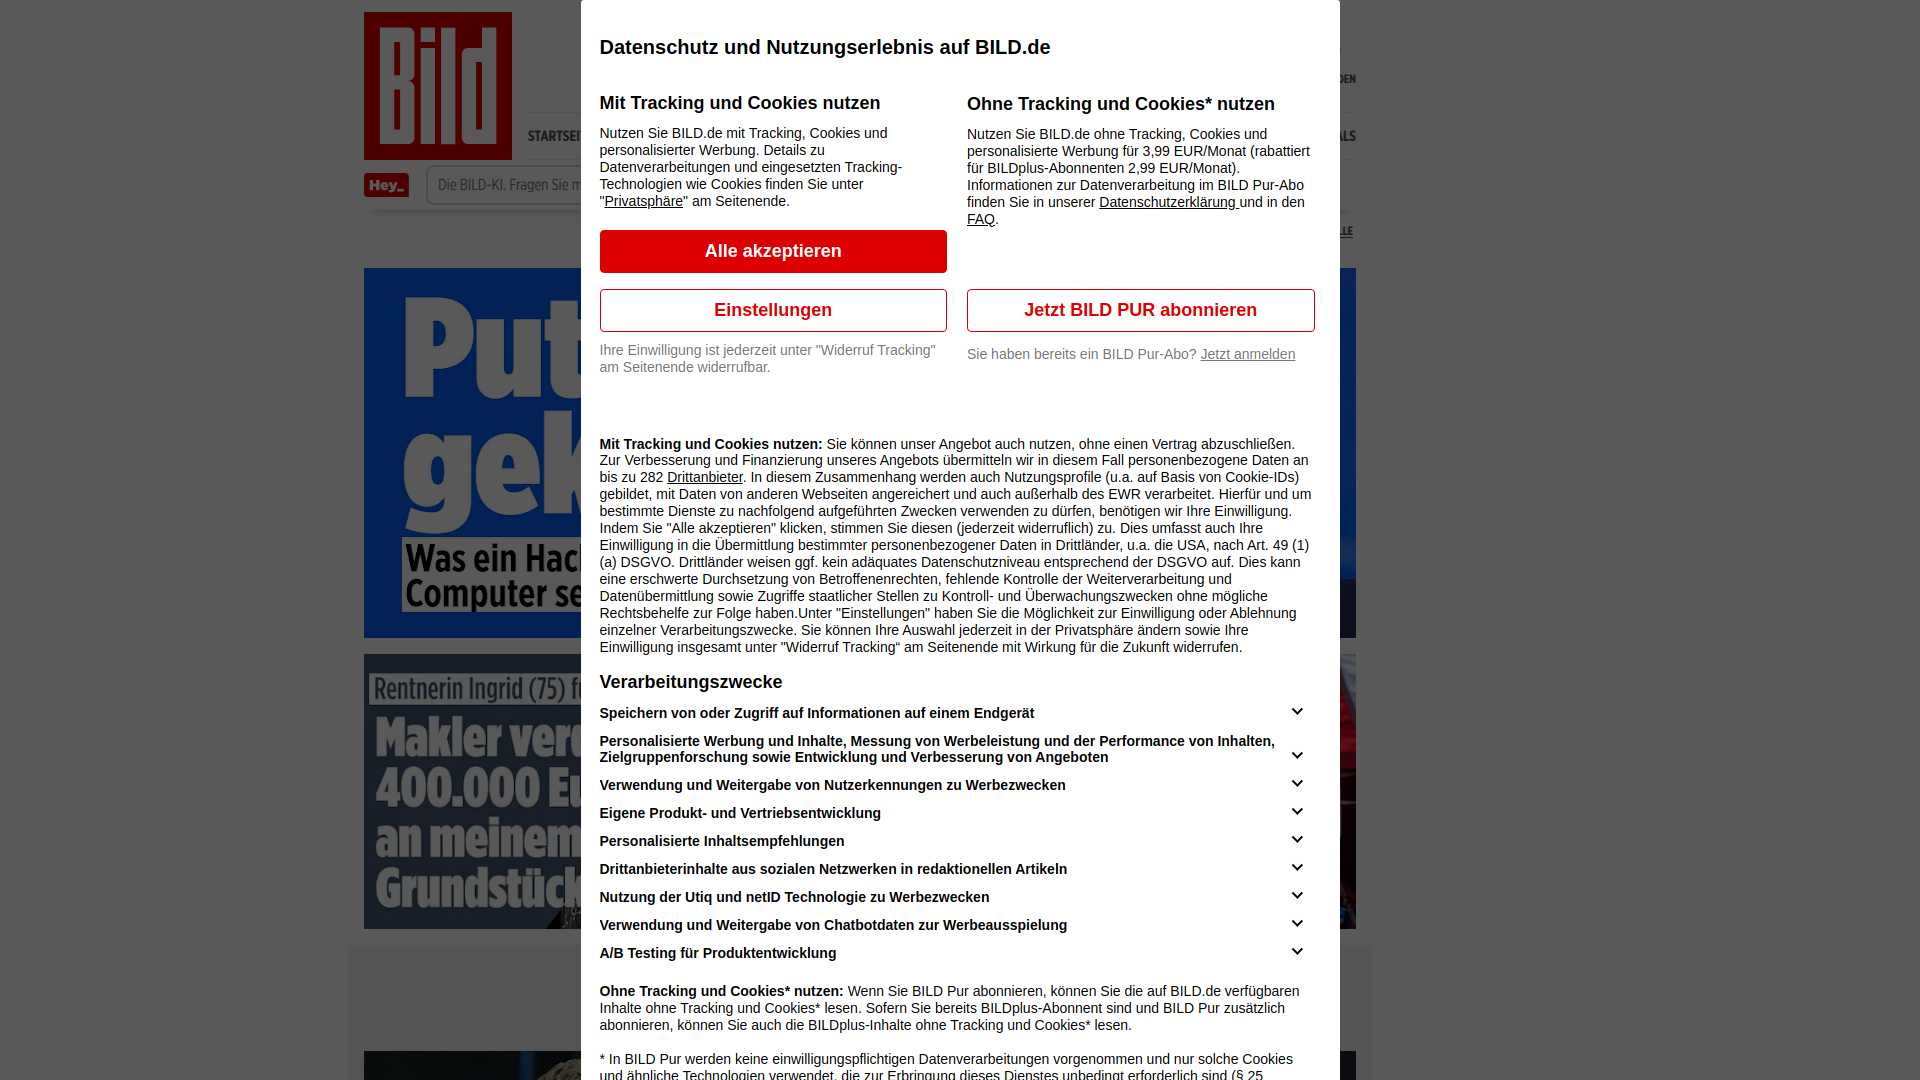 Bild
Datenschutz und Nutzungserlebnis auf BILD.de
Mit Tracking und Cookies nutzen
Nutzen Sie BILD.de mit Tracking, Cookies und
personalisierter Werbung. Details zu
Datenverarbeitungen und eingesetzten Tracking-
Technologien wie Cookies finden Sie unter
"Privatsphäre" am Seitenende.
Alle akzeptieren
Einstellungen
Ihre Einwilligung ist jederzeit unter "Widerruf Tracking"
am Seitenende widerrufbar.
Ohne Tracking und Cookies* nutzen
Nutzen Sie BILD.de ohne Tracking, Cookies und
personalisierte Werbung für 3,99 EUR/Monat (rabattiert
für BILDplus-Abonnenten 2,99 EUR/Monat).
Informationen zur Datenverarbeitung im BILD Pur-Abo
finden Sie in unserer Datenschutzerklärung und in den
FAQ.
Jetzt BILD PUR abonnieren
Sie haben bereits ein BILD Pur-Abo? Jetzt anmelden
Hey_
Die BILD-KI. Fragen Sie
Was ein
Computer
Rentnerin Ingrid (75)
Makler
400.000
an meinem
Mit Tracking und Cookies nutzen: Sie können unser Angebot auch nutzen, ohne einen Vertrag abzuschließen.
Zur Verbesserung und Finanzierung unseres Angebots übermitteln wir in diesem Fall personenbezogene Daten an
bis zu 282 Drittanbieter. In diesem Zusammenhang werden auch Nutzungsprofile (u.a. auf Basis von Cookie-IDs)
gebildet, mit Daten von anderen Webseiten angereichert und auch außerhalb des EWR verarbeitet. Hierfür und um
bestimmte Dienste zu nachfolgend aufgeführten Zwecken verwenden zu dürfen, benötigen wir Ihre Einwilligung.
Indem Sie "Alle akzeptieren" klicken, stimmen Sie diesen (jederzeit widerruflich) zu. Dies umfasst auch Ihre
Einwilligung in die Übermittlung bestimmter personenbezogener Daten in Drittländer, u.a. die USA, nach Art. 49 (1)
(a) DSGVO. Drittländer weisen ggf. kein adäquates Datenschutzniveau entsprechend der DSGVO auf. Dies kann
eine erschwerte Durchsetzung von Betroffenenrechten, fehlende Kontrolle der Weiterverarbeitung und
Datenübermittlung sowie Zugriffe staatlicher Stellen zu Kontroll- und Überwachungszwecken ohne mögliche
Rechtsbehelfe zur Folge haben.Unter "Einstellungen" haben Sie die Möglichkeit zur Einwilligung oder Ablehnung
einzelner Verarbeitungszwecke. Sie können Ihre Auswahl jederzeit in der Privatsphäre ändern sowie Ihre
Einwilligung insgesamt unter "Widerruf Tracking“ am Seitenende mit Wirkung für die Zukunft widerrufen.
Verarbeitungszwecke
Speichern von oder Zugriff auf Informationen auf einem Endgerät
Personalisierte Werbung und Inhalte, Messung von Werbeleistung und der Performance von Inhalten,
Zielgruppenforschung sowie Entwicklung und Verbesserung von Angeboten
Verwendung und Weitergabe von Nutzerkennungen zu Werbezwecken
Eigene Produkt- und Vertriebsentwicklung
Personalisierte Inhaltsempfehlungen
Drittanbieterinhalte aus sozialen Netzwerken in redaktionellen Artikeln
Nutzung der Utiq und netID Technologie zu Werbezwecken
Verwendung und Weitergabe von Chatbotdaten zur Werbeausspielung
A/B Testing für Produktentwicklung
Ohne Tracking und Cookies* nutzen: Wenn Sie BILD Pur abonnieren, können Sie die auf BILD.de verfügbaren
Inhalte ohne Tracking und Cookies* lesen. Sofern Sie bereits BILDplus-Abonnent sind und BILD Pur zusätzlich
abonnieren, können Sie auch die BILDplus-Inhalte ohne Tracking und Cookies* lesen.
* In BILD Pur werden keine einwilligungspflichtigen Datenverarbeitungen vorgenommen und nur solche Cookies
und ähnliche Technologien verwendet, die zur Erbringung dieses Dienstes unbedingt erforderlich sind (§ 25